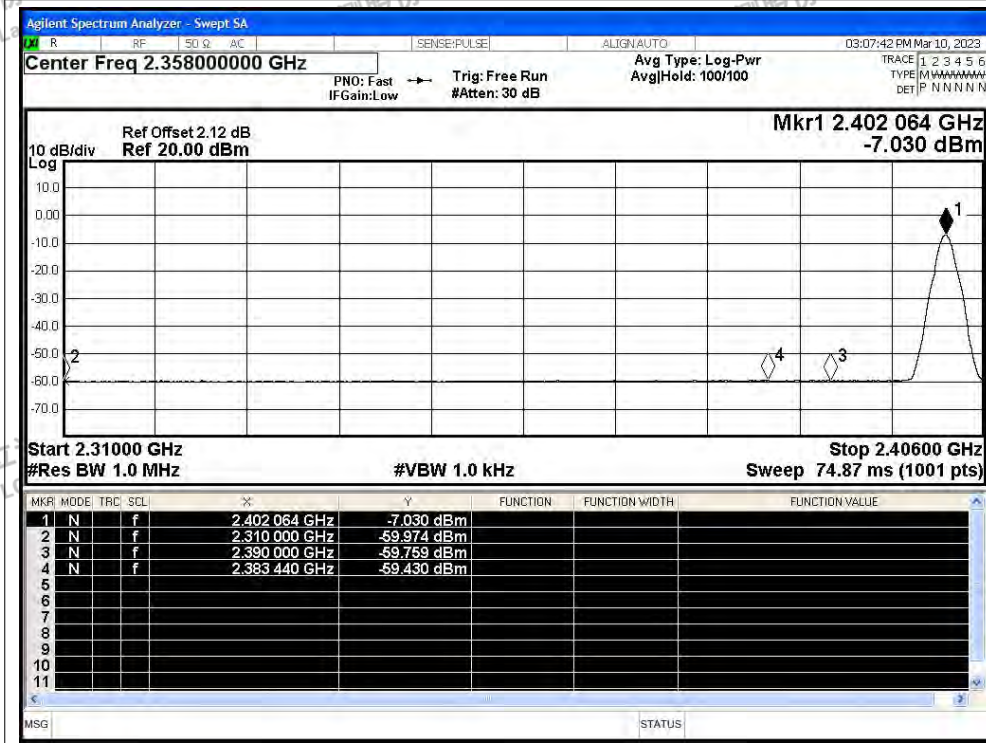 Agilent Spectrum Analyzer - Swept SA
LXI R RF 50 Ω AC SENSE:PULSE ALIGN AUTO 03:07:42 PM Mar 10, 2023
Center Freq 2.358000000 GHz
PNO: Fast
IFGain:Low
Trig: Free Run
#Atten: 30 dB
Avg Type: Log-Pwr
Avg|Hold: 100/100
TRACE 1 2 3 4 5 6
TYPE M
DET P N N N N N
Ref Offset 2.12 dB
10 dB/div Ref 20.00 dBm
Log
Mkr1 2.402 064 GHz
-7.030 dBm
10.0
0.00
-10.0
-20.0
-30.0
-40.0
-50.0
-60.0
-70.0
1
2
4
3
Start 2.31000 GHz Stop 2.40600 GHz
#Res BW 1.0 MHz #VBW 1.0 kHz Sweep 74.87 ms (1001 pts)
MKR MODE TRC SCL X Y FUNCTION FUNCTION WIDTH FUNCTION VALUE
1 N f 2.402 064 GHz -7.030 dBm
2 N f 2.310 000 GHz -59.974 dBm
3 N f 2.390 000 GHz -59.759 dBm
4 N f 2.383 440 GHz -59.430 dBm
5
6
7
8
9
10
11
MSG STATUS